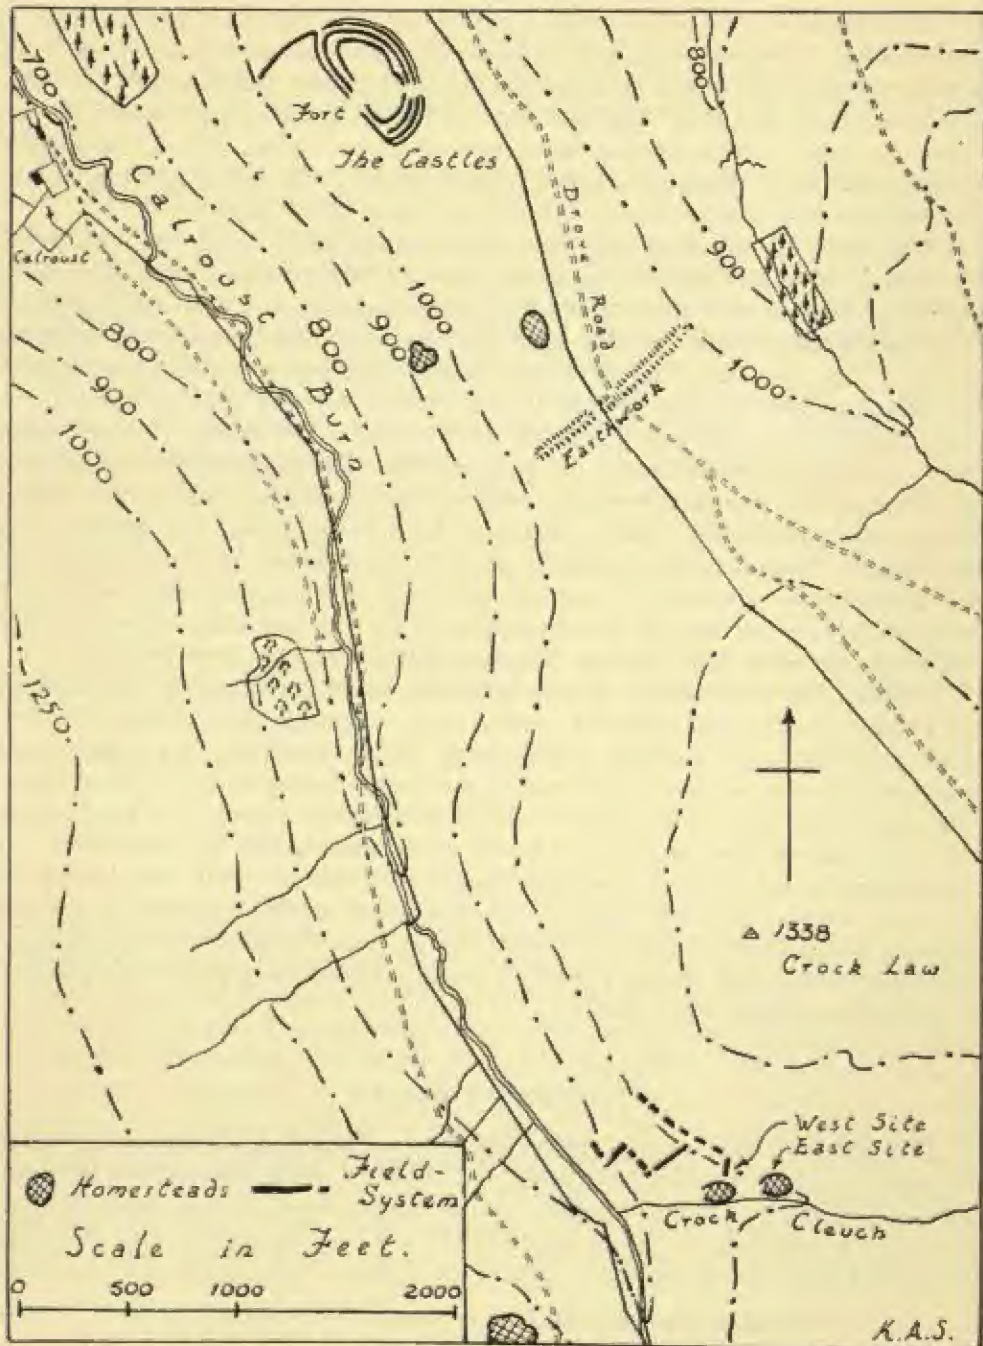 700
800
Fort
The Castles
Drove Road
Calroust Burn
Calroust
900
1000
900
800
1000
800
900
1000
Earthwork
1250
△ 1338
Crock Law
West Site
East Site
Crock Cleuch
Homesteads
Field-
System
Scale in Feet.
0 500 1000 2000
K.A.S.